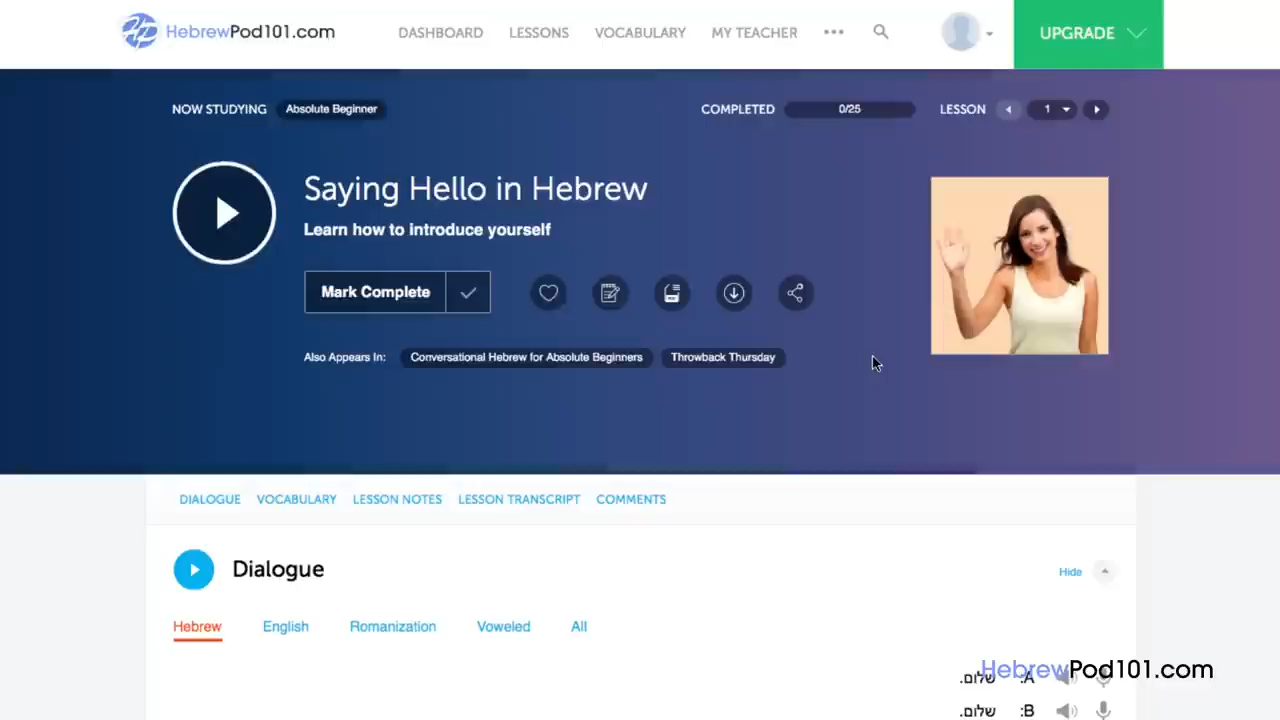 HebrewPod101.com
DASHBOARD LESSONS VOCABULARY MY TEACHER ••• UPGRADE
NOW STUDYING Absolute Beginner COMPLETED 0/25 LESSON 1
Saying Hello in Hebrew
Learn how to introduce yourself
Mark Complete
Also Appears In: Conversational Hebrew for Absolute Beginners Throwback Thursday
DIALOGUE VOCABULARY LESSON NOTES LESSON TRANSCRIPT COMMENTS
Dialogue Hide
Hebrew English Romanization Voweled All
A: שלום.
HebrewPod101.com
B: שלום.